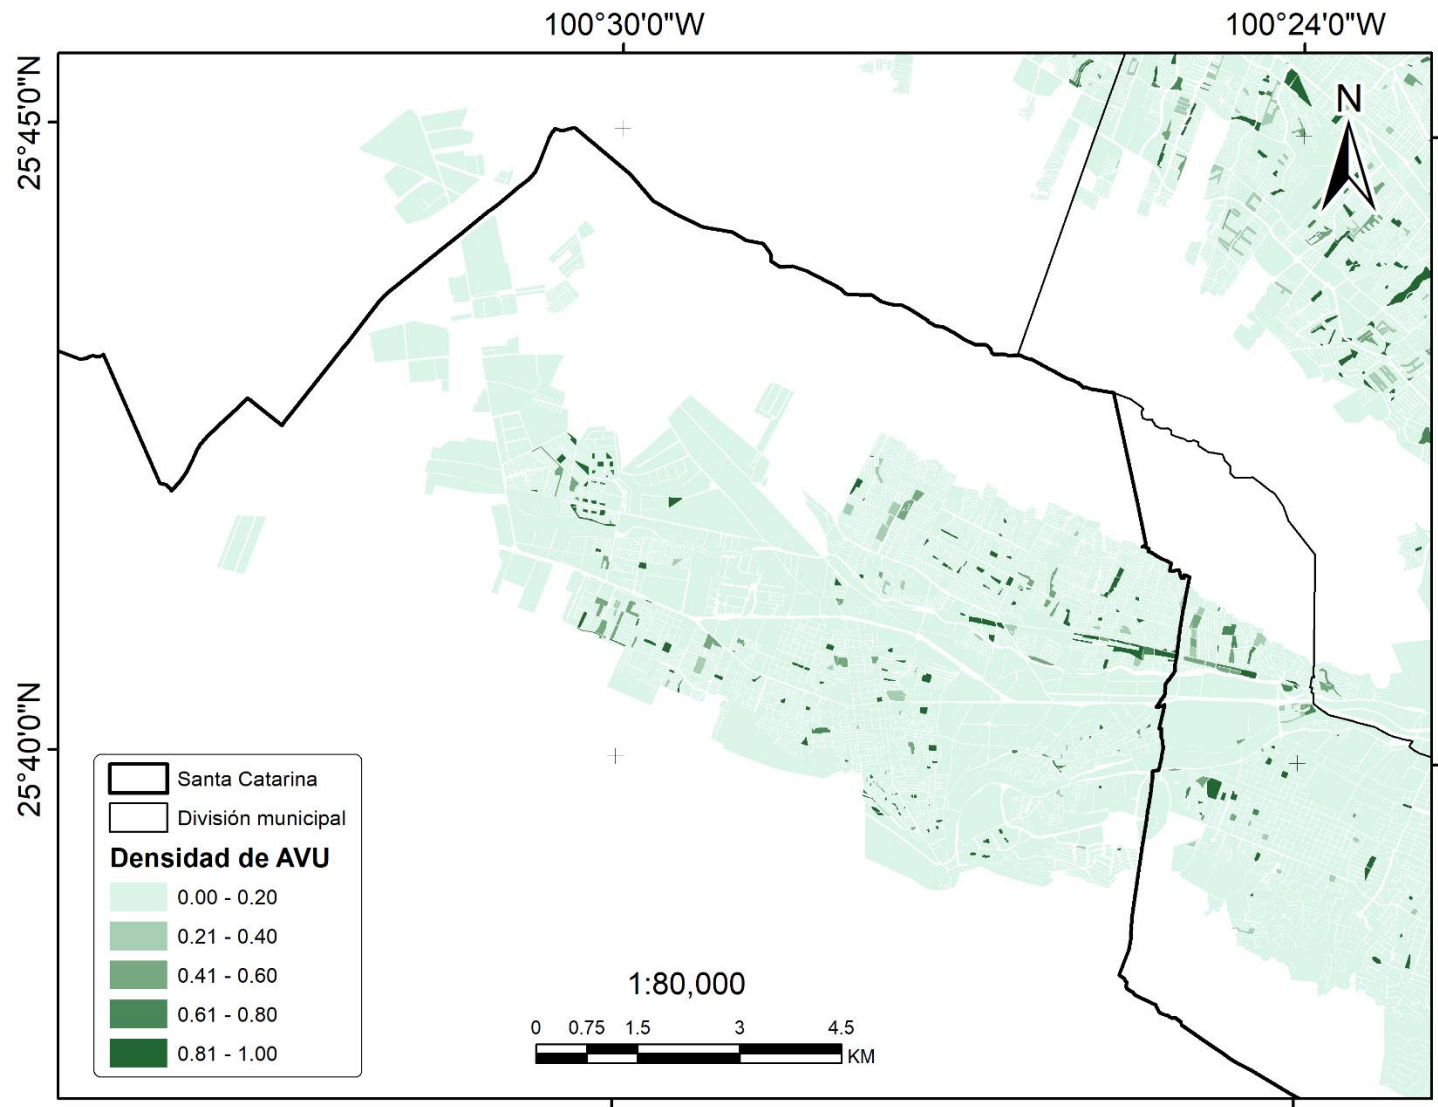 100°30'0"W
100°24'0"W
25°45'0"N
N
25°40'0"N
Santa Catarina
División municipal
Densidad de AVU
0.00 - 0.20
0.21 - 0.40
0.41 - 0.60
0.61 - 0.80
0.81 - 1.00
1:80,000
0 0.75 1.5 3 4.5
KM